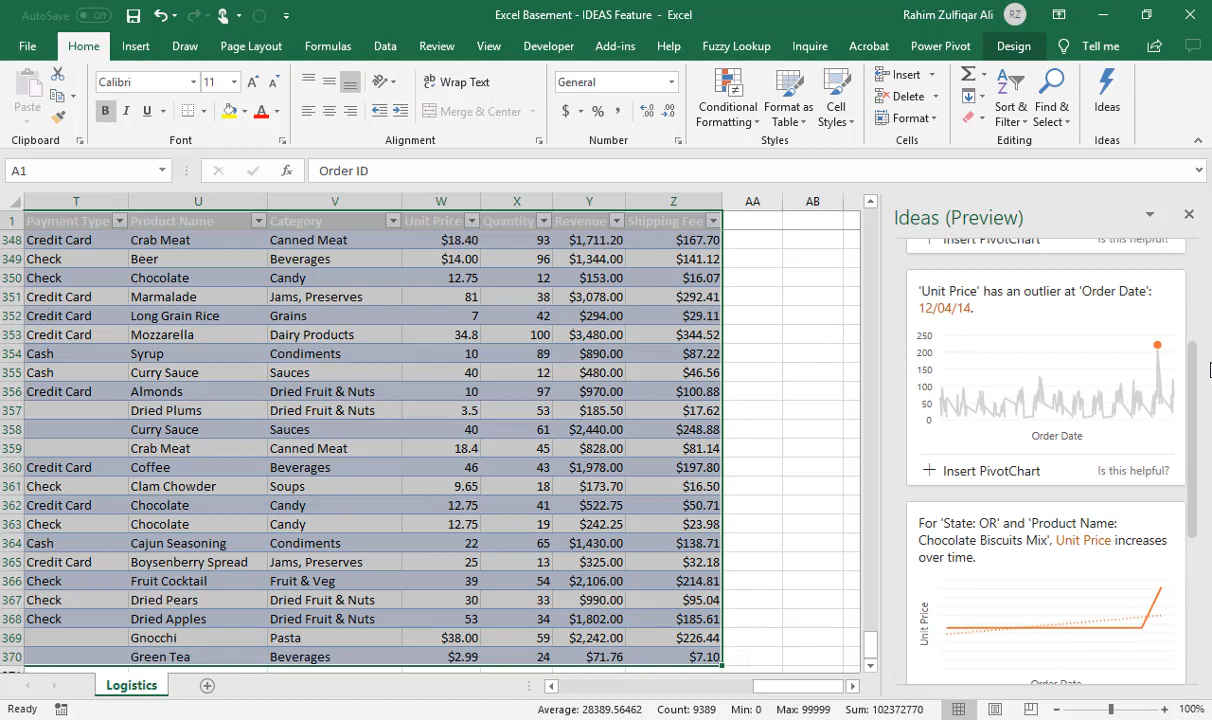 AutoSave Off Excel Basement - IDEAS Feature - Excel Rahim Zulfiqar Ali RZ
File Home Insert Draw Page Layout Formulas Data Review View Developer Add-ins Help Fuzzy Lookup Inquire Acrobat Power Pivot Design Tell me
Paste Calibri 11 Wrap Text General Insert
B I U Merge & Center $ % Conditional Formatting Format as Table Cell Styles Delete Format Sort & Filter Find & Select Ideas
Clipboard Font Alignment Number Styles Cells Editing Ideas
A1 fx Order ID
T U V W X Y Z AA AB
1 Payment Type Product Name Category Unit Price Quantity Revenue Shipping Fee
348 Credit Card Crab Meat Canned Meat $18.40 93 $1,711.20 $167.70
349 Check Beer Beverages $14.00 96 $1,344.00 $141.12
350 Check Chocolate Candy 12.75 12 $153.00 $16.07
351 Credit Card Marmalade Jams, Preserves 81 38 $3,078.00 $292.41
352 Credit Card Long Grain Rice Grains 7 42 $294.00 $29.11
353 Credit Card Mozzarella Dairy Products 34.8 100 $3,480.00 $344.52
354 Cash Syrup Condiments 10 89 $890.00 $87.22
355 Cash Curry Sauce Sauces 40 12 $480.00 $46.56
356 Credit Card Almonds Dried Fruit & Nuts 10 97 $970.00 $100.88
357 Dried Plums Dried Fruit & Nuts 3.5 53 $185.50 $17.62
358 Curry Sauce Sauces 40 61 $2,440.00 $248.88
359 Crab Meat Canned Meat 18.4 45 $828.00 $81.14
360 Credit Card Coffee Beverages 46 43 $1,978.00 $197.80
361 Check Clam Chowder Soups 9.65 18 $173.70 $16.50
362 Credit Card Chocolate Candy 12.75 41 $522.75 $50.71
363 Check Chocolate Candy 12.75 19 $242.25 $23.98
364 Cash Cajun Seasoning Condiments 22 65 $1,430.00 $138.71
365 Credit Card Boysenberry Spread Jams, Preserves 25 13 $325.00 $32.18
366 Check Fruit Cocktail Fruit & Veg 39 54 $2,106.00 $214.81
367 Check Dried Pears Dried Fruit & Nuts 30 33 $990.00 $95.04
368 Check Dried Apples Dried Fruit & Nuts 53 34 $1,802.00 $185.61
369 Gnocchi Pasta $38.00 59 $2,242.00 $226.44
370 Green Tea Beverages $2.99 24 $71.76 $7.10
Logistics
Ready Average: 28389.56462 Count: 9389 Min: 0 Max: 99999 Sum: 102372770 100%
Ideas (Preview)
Insert PivotChart Is this helpful?
'Unit Price' has an outlier at 'Order Date':
12/04/14.
250
200
150
100
50
0
Order Date
Insert PivotChart Is this helpful?
For 'State: OR' and 'Product Name:
Chocolate Biscuits Mix', Unit Price increases
over time.
Unit Price
Order Date